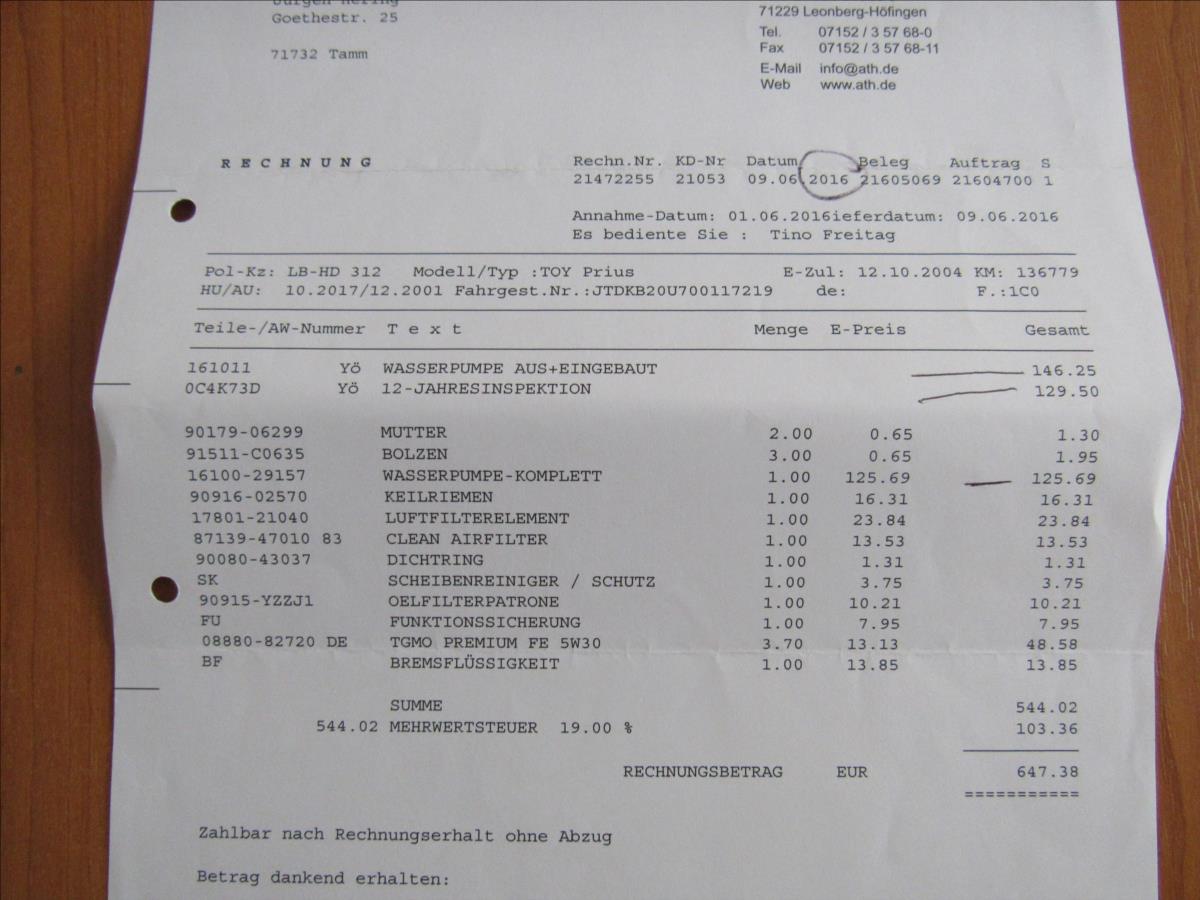 Goethestr. 25
71732 Tamm
71229 Leonberg-Höfingen
Tel. 07152 / 3 57 68-0
Fax 07152 / 3 57 68-11
E-Mail info@ath.de
Web www.ath.de
RECHNUNG
Rechn.Nr. KD-Nr Datum Beleg Auftrag S
21472255 21053 09.06.2016 21605069 21604700 1
Annahme-Datum: 01.06.2016ieferdatum: 09.06.2016
Es bediente Sie : Tino Freitag
Pol-Kz: LB-HD 312 Modell/Typ :TOY Prius E-Zul: 12.10.2004 KM: 136779
HU/AU: 10.2017/12.2001 Fahrgest.Nr.:JTDKB20U700117219 de: F.:1C0
Teile-/AW-Nummer T e x t Menge E-Preis Gesamt
161011 Yö WASSERPUMPE AUS+EINGEBAUT 146.25
0C4K73D Yö 12-JAHRESINSPEKTION 129.50
90179-06299 MUTTER 2.00 0.65 1.30
91511-C0635 BOLZEN 3.00 0.65 1.95
16100-29157 WASSERPUMPE-KOMPLETT 1.00 125.69 125.69
90916-02570 KEILRIEMEN 1.00 16.31 16.31
17801-21040 LUFTFILTERELEMENT 1.00 23.84 23.84
87139-47010 83 CLEAN AIRFILTER 1.00 13.53 13.53
90080-43037 DICHTRING 1.00 1.31 1.31
SK SCHEIBENREINIGER / SCHUTZ 1.00 3.75 3.75
90915-YZZJ1 OELFILTERPATRONE 1.00 10.21 10.21
FU FUNKTIONSSICHERUNG 1.00 7.95 7.95
08880-82720 DE TGMO PREMIUM FE 5W30 3.70 13.13 48.58
BF BREMSFLÜSSIGKEIT 1.00 13.85 13.85
SUMME 544.02
544.02 MEHRWERTSTEUER 19.00 % 103.36
RECHNUNGSBETRAG EUR 647.38
===========
Zahlbar nach Rechnungserhalt ohne Abzug
Betrag dankend erhalten: